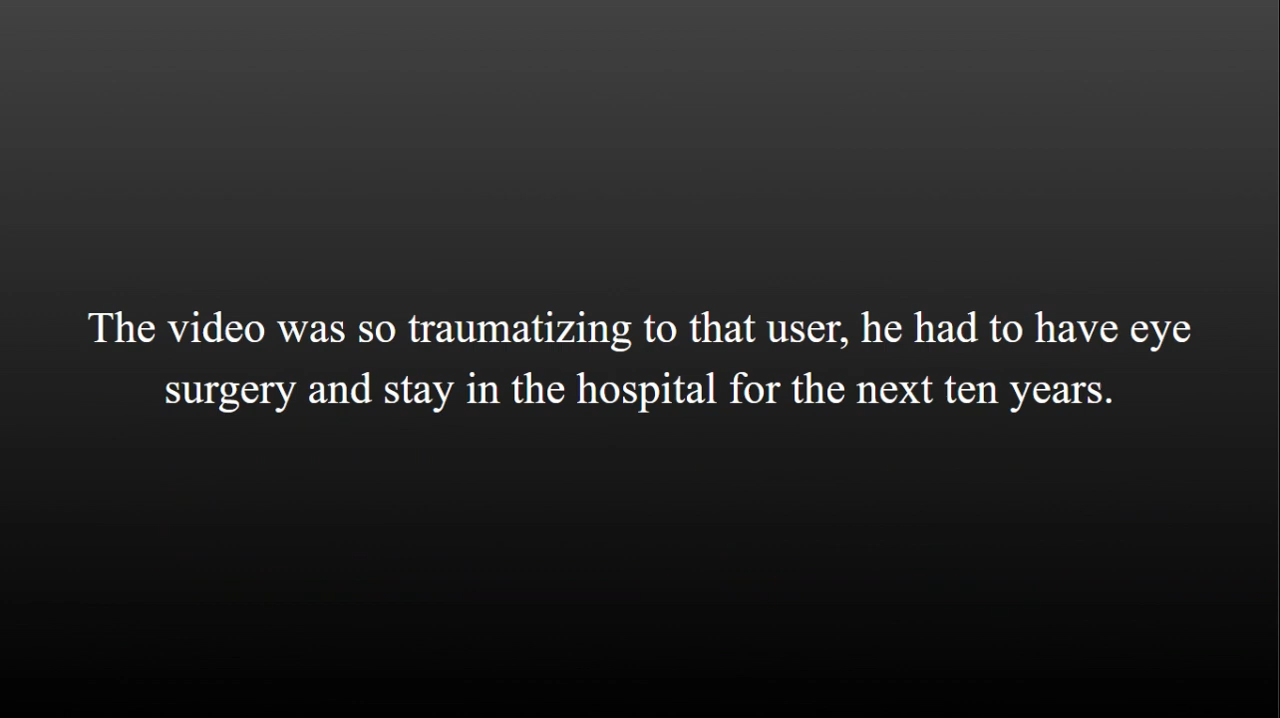 The video was so traumatizing to that user, he had to have eye
surgery and stay in the hospital for the next ten years.